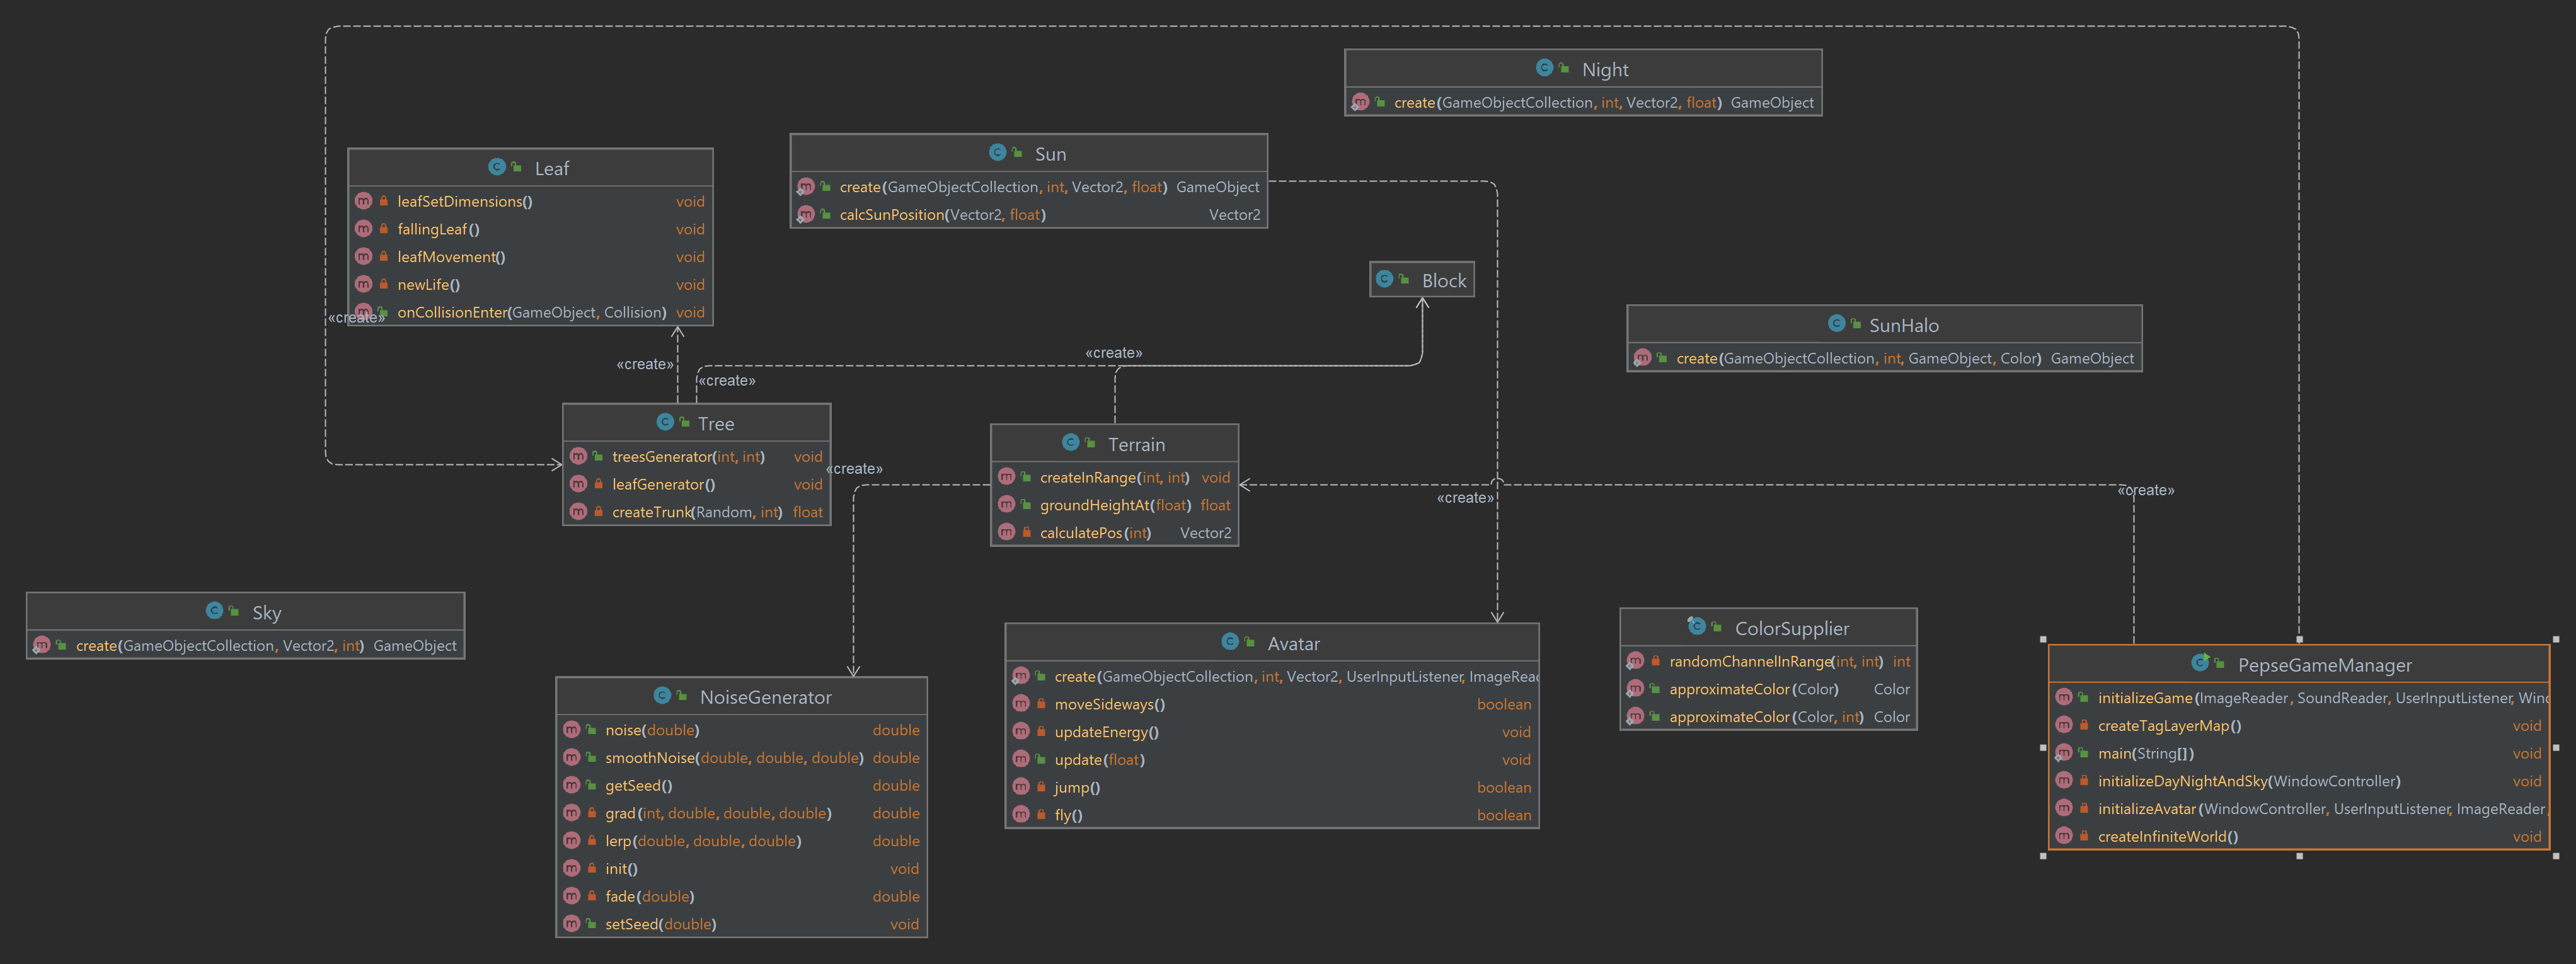 Night
create(GameObjectCollection, int, Vector2, float) GameObject
Sun
create(GameObjectCollection, int, Vector2, float) GameObject
calcSunPosition(Vector2, float) Vector2
Leaf
leafSetDimensions() void
fallingLeaf() void
leafMovement() void
newLife() void
onCollisionEnter(GameObject, Collision) void
«create»
Block
SunHalo
create(GameObjectCollection, int, GameObject, Color) GameObject
«create»
«create»
«create»
Tree
treesGenerator(int, int) void
leafGenerator() void
createTrunk(Random, int) float
«create»
Terrain
createInRange(int, int) void
groundHeightAt(float) float
calculatePos(int) Vector2
«create»
«create»
Sky
create(GameObjectCollection, Vector2, int) GameObject
NoiseGenerator
noise(double) double
smoothNoise(double, double, double) double
getSeed() double
grad(int, double, double, double) double
lerp(double, double, double) double
init() void
fade(double) double
setSeed(double) void
Avatar
create(GameObjectCollection, int, Vector2, UserInputListener, ImageRead
moveSideways() boolean
updateEnergy() void
update(float) void
jump() boolean
fly() boolean
ColorSupplier
randomChannelInRange(int, int) int
approximateColor(Color) Color
approximateColor(Color, int) Color
PepseGameManager
initializeGame(ImageReader, SoundReader, UserInputListener, Wind
createTagLayerMap() void
main(String[]) void
initializeDayNightAndSky(WindowController) void
initializeAvatar(WindowController, UserInputListener, ImageReader,
createInfiniteWorld() void